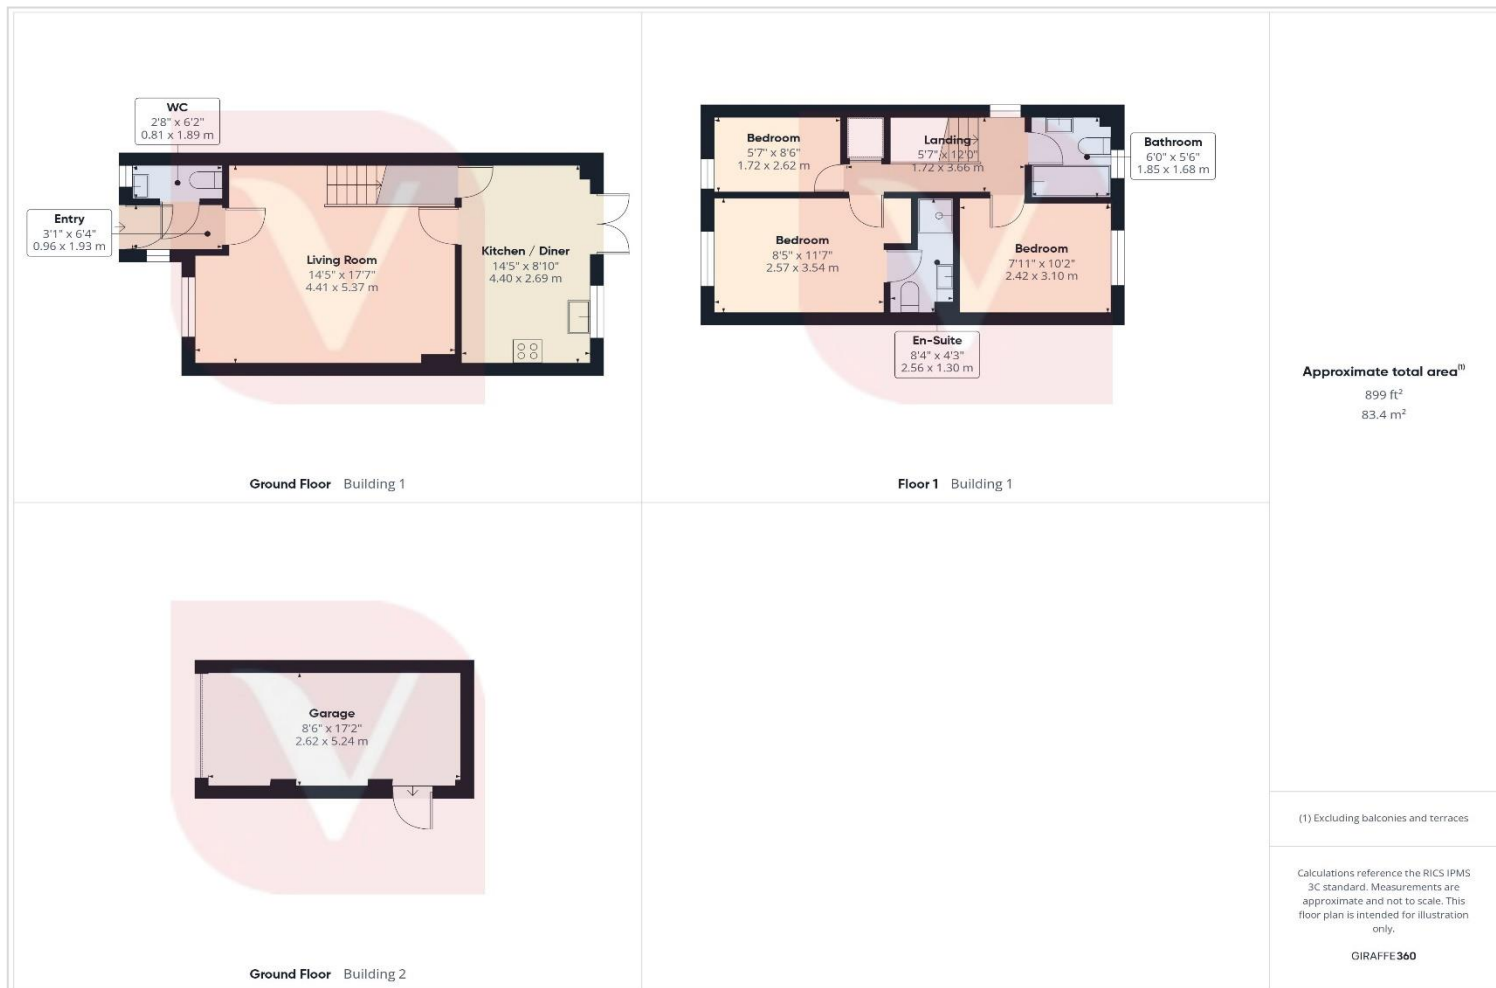 WC
2'8" x 6'2"
0.81 x 1.89 m
Entry
3'1" x 6'4"
0.96 x 1.93 m
Living Room
14'5" x 17'7"
4.41 x 5.37 m
Kitchen / Diner
14'5" x 8'10"
4.40 x 2.69 m
Ground Floor Building 1
Bedroom
5'7" x 8'6"
1.72 x 2.62 m
Landing
5'7" x 12'0"
1.72 x 3.66 m
Bathroom
6'0" x 5'6"
1.85 x 1.68 m
Bedroom
8'5" x 11'7"
2.57 x 3.54 m
Bedroom
7'11" x 10'2"
2.42 x 3.10 m
En-Suite
8'4" x 4'3"
2.56 x 1.30 m
Floor 1 Building 1
Garage
8'6" x 17'2"
2.62 x 5.24 m
Ground Floor Building 2
Approximate total area(1)
899 ft²
83.4 m²
(1) Excluding balconies and terraces
Calculations reference the RICS IPMS
3C standard. Measurements are
approximate and not to scale. This
floor plan is intended for illustration
only.
GIRAFFE360